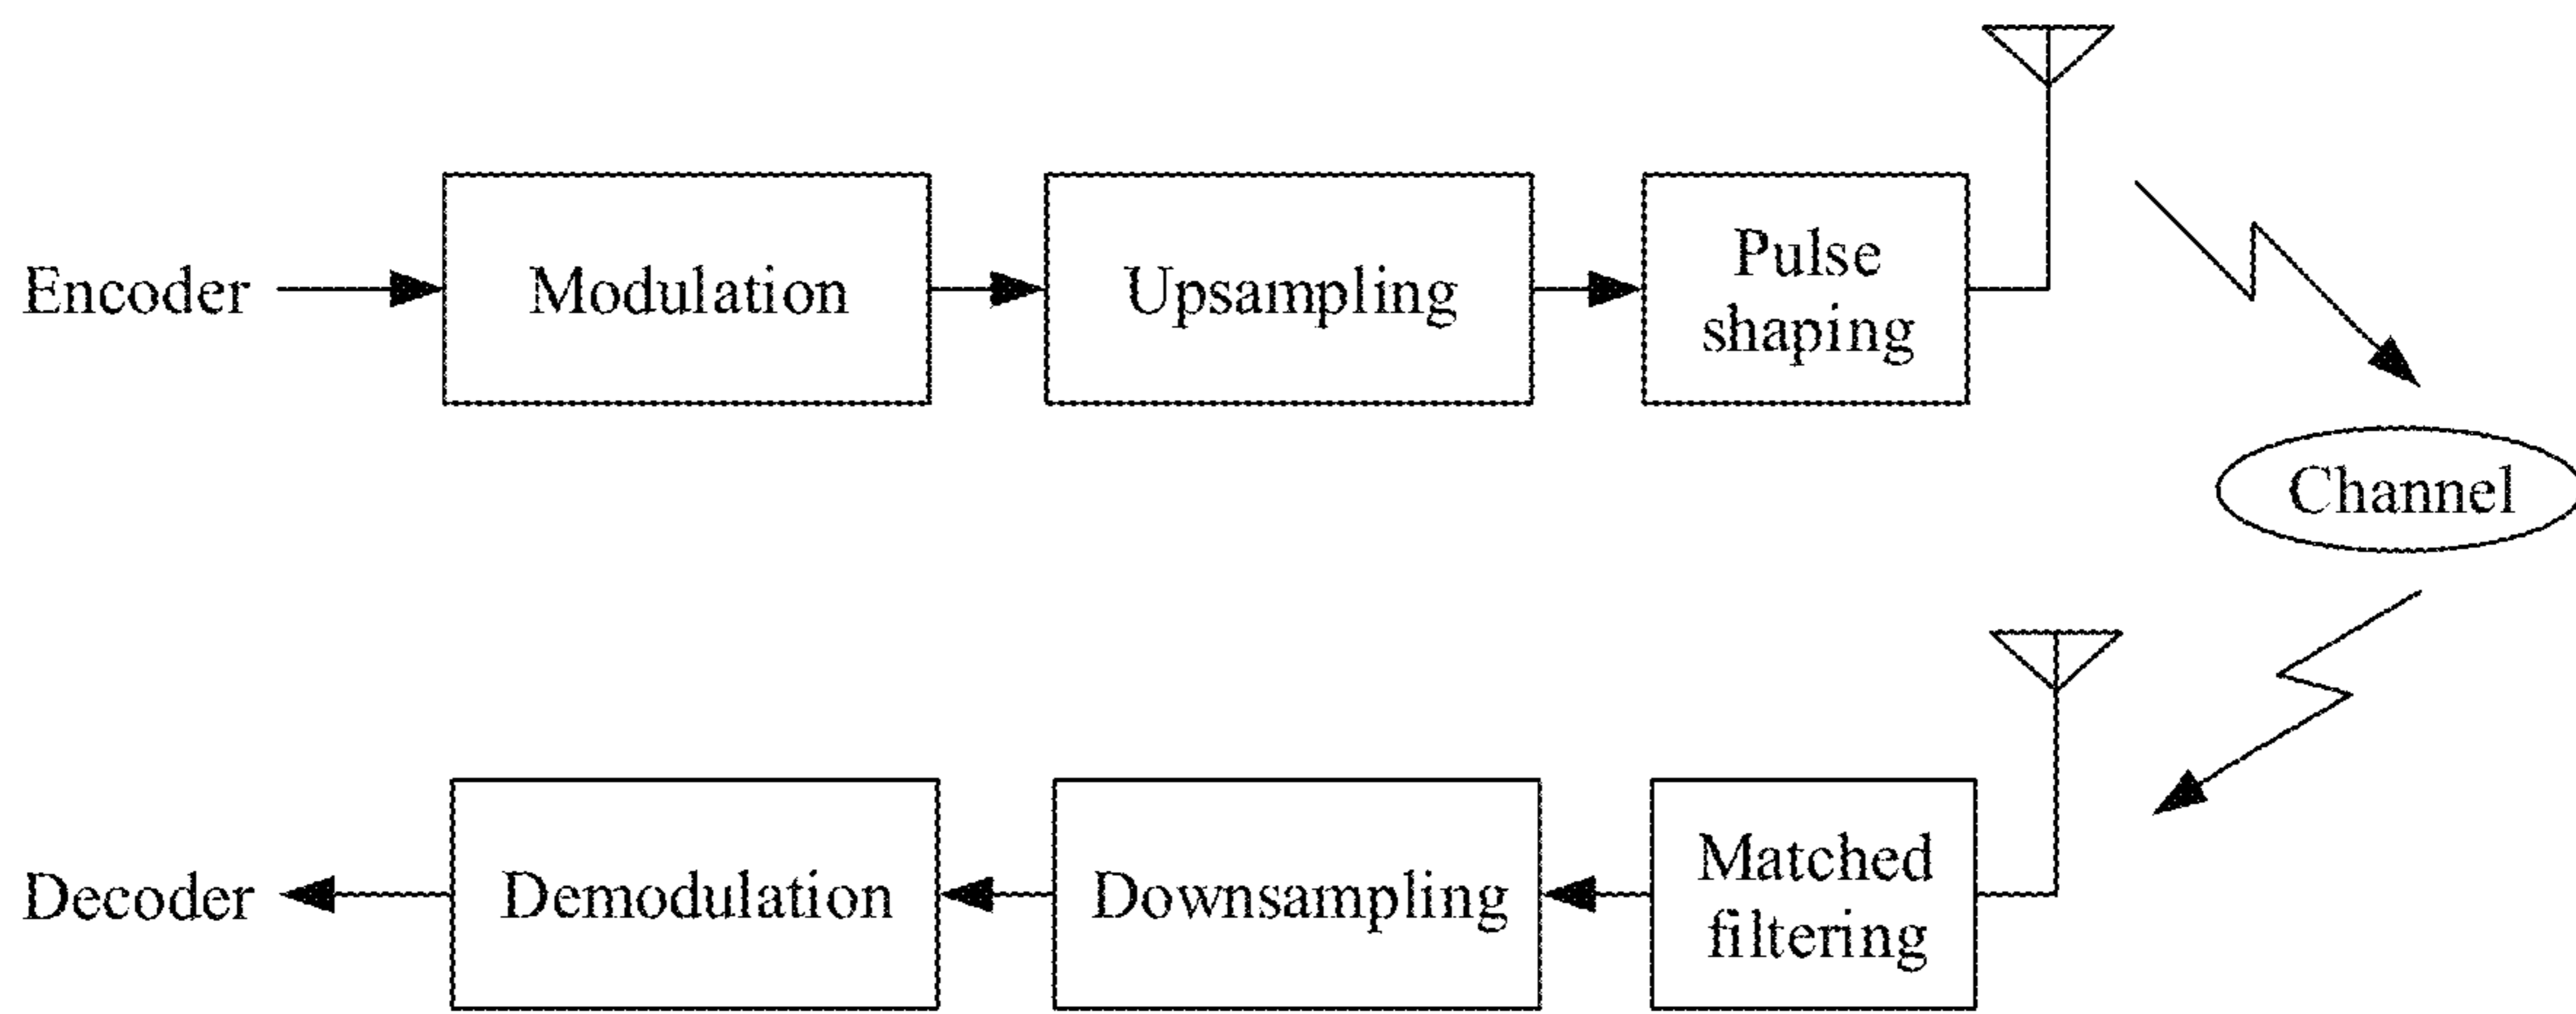 Encoder
Modulation
Upsampling
Pulse
shaping
Channel
Decoder
Demodulation
Downsampling
Matched
filtering